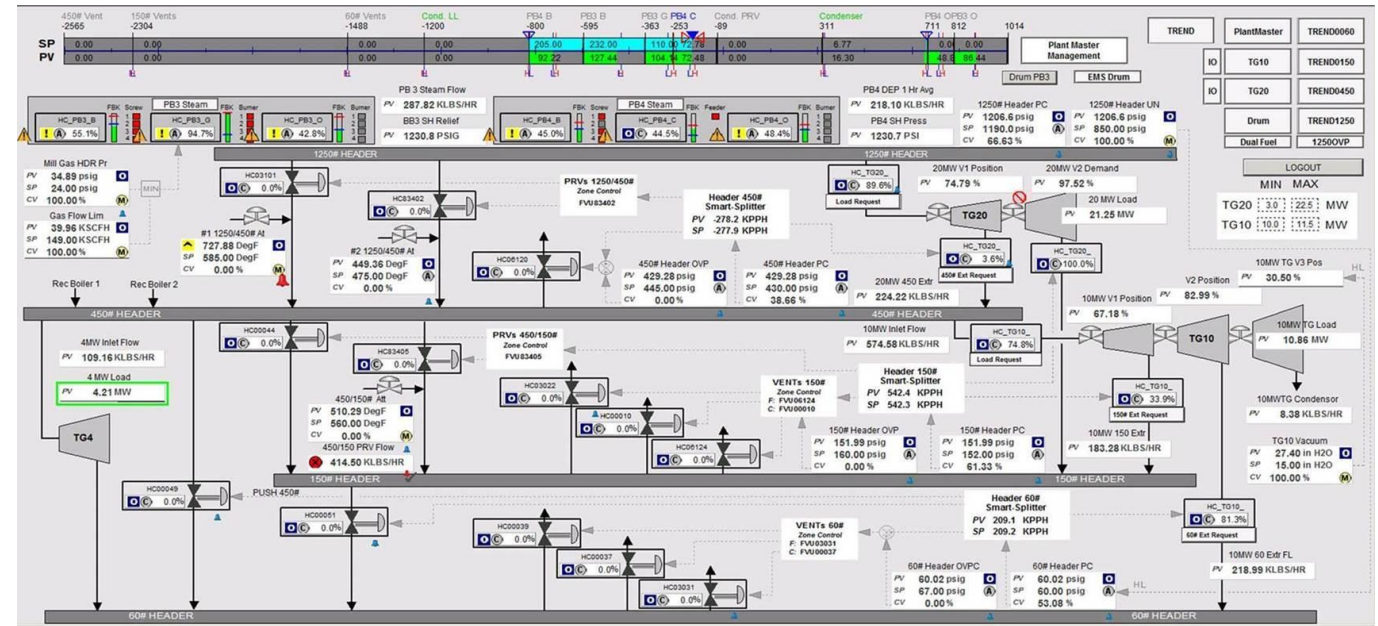 450# Vent 150# Vents 60# Vents Cond. LL PB4 B PB3 B PB3 G PB4 C Cond. PRV Condenser PB4 O PB3 O
-2565 -2304 -1488 -1200 -800 -595 -363 -253 -89 311 711 812 1014
SP 0.00 0.00 0.00 0.00 205.00 232.00 110.00 72.78 0.00 6.77 0.00 0.00
PV 0.00 0.00 0.00 0.00 92.22 127.44 104.14 72.48 0.00 16.30 48.8 86.44
Plant Master
Management
TREND PlantMaster TREND0060
IO TG10 TREND0150
IO TG20 TREND0450
Drum TREND1250
Dual Fuel 1250OVP
Drum PB3 EMS Drum
LOGOUT
MIN MAX
TG20 3.0 22.5 MW
TG10 10.0 11.5 MW
FBK Screw PB3 Steam FBK Burner FBK Burner
HC_PB3_B HC_PB3_G HC_PB3_O
! A 55.1% ! A 94.7% ! A 42.8%
PB 3 Steam Flow
PV 287.82 KLBS/HR
BB3 SH Relief
PV 1230.8 PSIG
FBK Screw PB4 Steam FBK Feeder FBK Burner
HC_PB4_B HC_PB4_C HC_PB4_O
! A 45.0% O C 44.5% ! A 48.4%
PB4 DEP 1 Hr Avg
PV 218.10 KLBS/HR
PB4 SH Press
PV 1230.7 PSI
1250# Header PC
PV 1206.6 psig O
SP 1190.0 psig A
CV 66.63 %
1250# Header UN
PV 1206.6 psig O
SP 850.00 psig
CV 100.00 % M
1250# HEADER 1250# HEADER
Mill Gas HDR Pr
PV 34.89 psig O
SP 24.00 psig
CV 100.00 % M
MIN
Gas Flow Lim
PV 39.96 KSCFH O
SP 149.00 KSCFH
CV 100.00 % M
HC03101
O C 0.0%
HC83402
O C 0.0%
PRVs 1250/450#
Zone Control
FVU83402
Header 450#
Smart-Splitter
PV -278.2 KPPH
SP -277.9 KPPH
HC_TG20_
O C 89.6%
Load Request
20MW V1 Position
PV 74.79 %
20MW V2 Demand
PV 97.52 %
TG20
20 MW Load
PV 21.25 MW
#1 1250/450# At
727.88 DegF O
SP 585.00 DegF
CV 0.00 % M
#2 1250/450# At
PV 449.36 DegF O
SP 475.00 DegF A
CV 0.00 %
HC06120
O C 0.0%
450# Header OVP
PV 429.28 psig O
SP 445.00 psig A
CV 0.00 %
450# Header PC
PV 429.28 psig O
SP 430.00 psig A
CV 38.66 %
HC_TG20_
O C 3.6%
450# Ext Request
HC_TG20_
O C 100.0%
20MW 450 Extr
PV 224.22 KLBS/HR
10MW TG V3 Pos
PV 30.50 %
HL
V2 Position
PV 82.99 %
10MW V1 Position
PV 67.18 %
Rec Boiler 1 Rec Boiler 2
450# HEADER 450# HEADER
4MW Inlet Flow
PV 109.16 KLBS/HR
4 MW Load
PV 4.21 MW
TG4
HC00044
O C 0.0%
HC83405
O C 0.0%
PRVs 450/150#
Zone Control
FVU83405
10MW Inlet Flow
PV 574.58 KLBS/HR
HC_TG10_
O C 74.8%
Load Request
TG10
10MW TG Load
PV 10.86 MW
450/150# Att
PV 510.29 DegF O
SP 560.00 DegF
CV 0.00 % M
450/150 PRV Flow
414.50 KLBS/HR
HC03022
O C 0.0%
HC00010
O C 0.0%
HC06124
O C 0.0%
VENTs 150#
Zone Control
F: FVU06124
C: FVU00010
Header 150#
Smart-Splitter
PV 542.4 KPPH
SP 542.3 KPPH
150# Header OVP
PV 151.99 psig O
SP 160.00 psig A
CV 0.00 %
150# Header PC
PV 151.99 psig O
SP 152.00 psig A
CV 61.33 %
HC_TG10_
O C 33.9%
150# Ext Request
10MW 150 Extr
PV 183.28 KLBS/HR
10MWTG Condensor
PV 8.38 KLBS/HR
TG10 Vacuum
PV 27.40 in H2O O
SP 15.00 in H2O
CV 100.00 % M
150# HEADER 150# HEADER
HC00049
O C 0.0%
PUSH 450#
HC00051
O C 0.0%
HC00039
O C 0.0%
HC00037
O C 0.0%
HC03031
O C 0.0%
VENTs 60#
Zone Control
F: FVU03031
C: FVU00037
Header 60#
Smart-Splitter
PV 209.1 KPPH
SP 209.2 KPPH
HC_TG10_
O C 81.3%
60# Ext Request
10MW 60 Extr FL
PV 218.99 KLBS/HR
60# Header OVPC
PV 60.02 psig O
SP 67.00 psig A
CV 0.00 %
60# Header PC
PV 60.02 psig O
SP 60.00 psig A
CV 53.08 %
HL
60# HEADER 60# HEADER